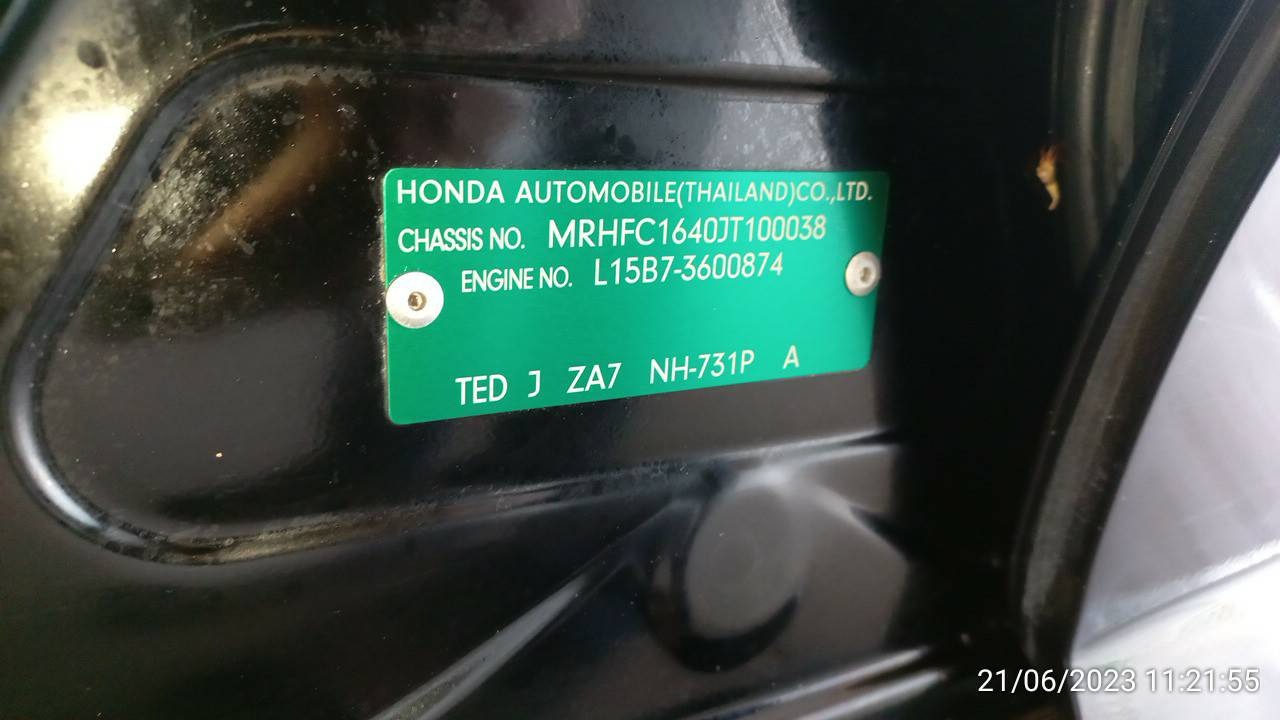 HONDA AUTOMOBILE(THAILAND)CO.,LTD.
CHASSIS NO. MRHFC1640JT100038
ENGINE NO. L15B7-3600874
TED J ZA7 NH-731P A
21/06/2023 11:21:55